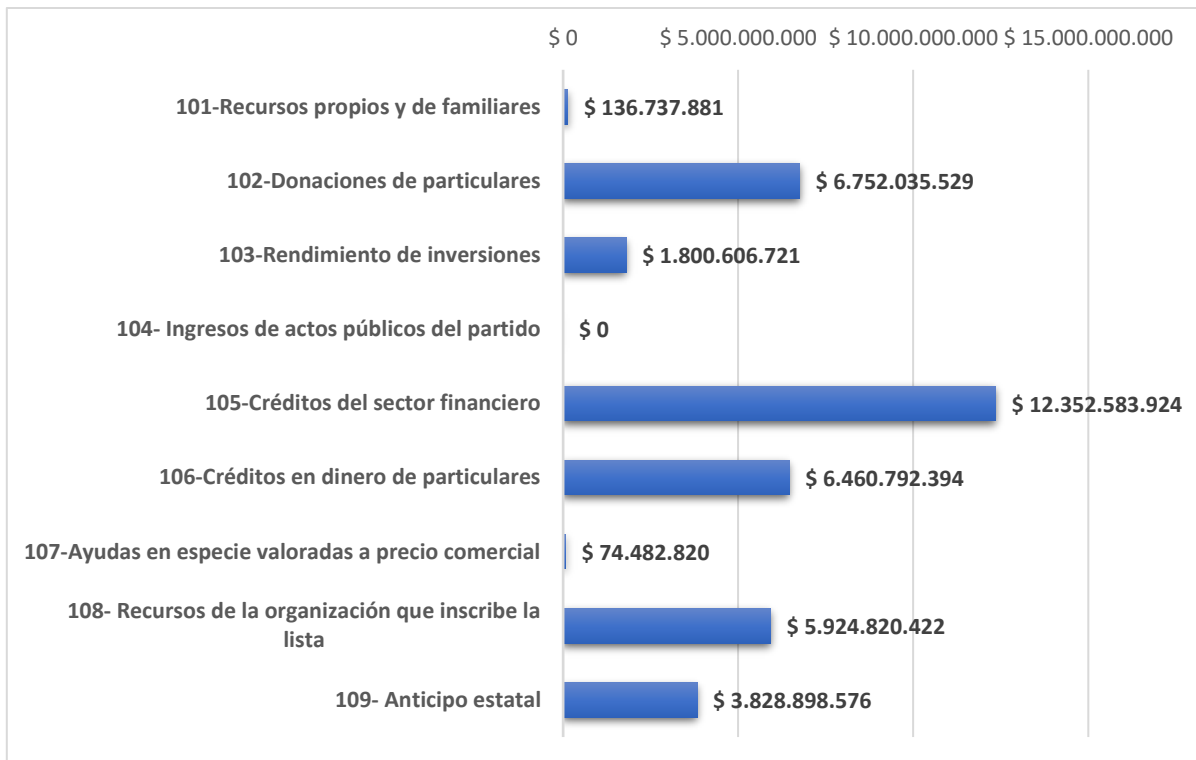 $ 0 $ 5.000.000.000 $ 10.000.000.000 $ 15.000.000.000
101-Recursos propios y de familiares $ 136.737.881
102-Donaciones de particulares $ 6.752.035.529
103-Rendimiento de inversiones $ 1.800.606.721
104- Ingresos de actos públicos del partido $ 0
105-Créditos del sector financiero $ 12.352.583.924
106-Créditos en dinero de particulares $ 6.460.792.394
107-Ayudas en especie valoradas a precio comercial $ 74.482.820
108- Recursos de la organización que inscribe la
lista $ 5.924.820.422
109- Anticipo estatal $ 3.828.898.576